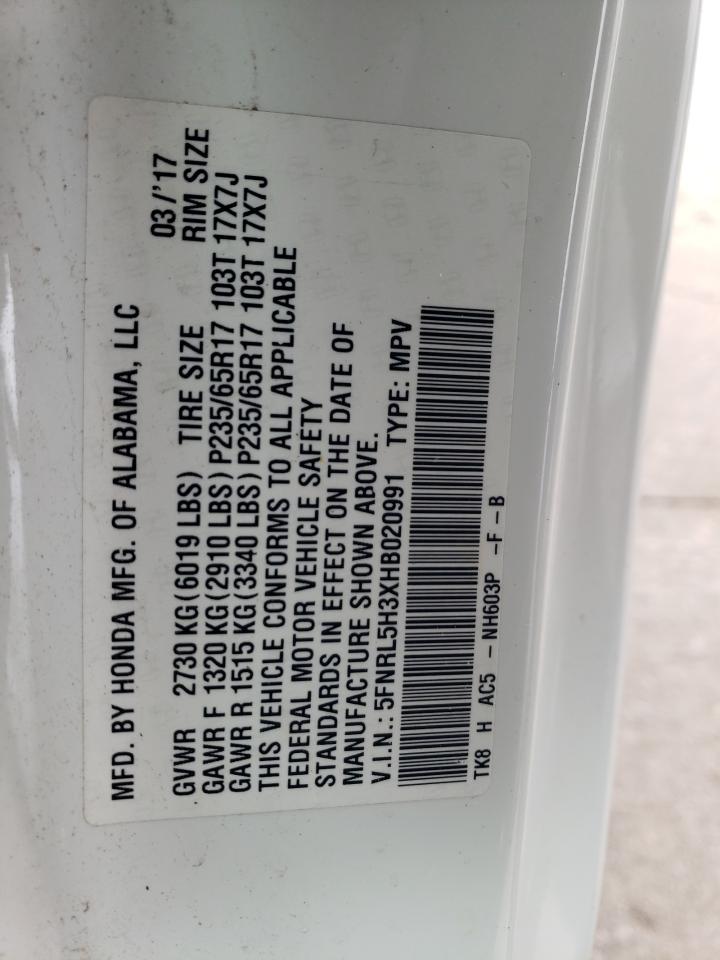 MFD. BY HONDA MFG. OF ALABAMA, LLC
03/'17
GVWR 2730 KG(6019 LBS) TIRE SIZE RIM SIZE
GAWR F 1320 KG(2910 LBS) P235/65R17 103T 17X7J
GAWR R 1515 KG(3340 LBS) P235/65R17 103T 17X7J
THIS VEHICLE CONFORMS TO ALL APPLICABLE
FEDERAL MOTOR VEHICLE SAFETY
STANDARDS IN EFFECT ON THE DATE OF
MANUFACTURE SHOWN ABOVE.
V.I.N.: 5FNRL5H3XHB020991 TYPE: MPV
TK8 H AC5 -NH603P -F-B